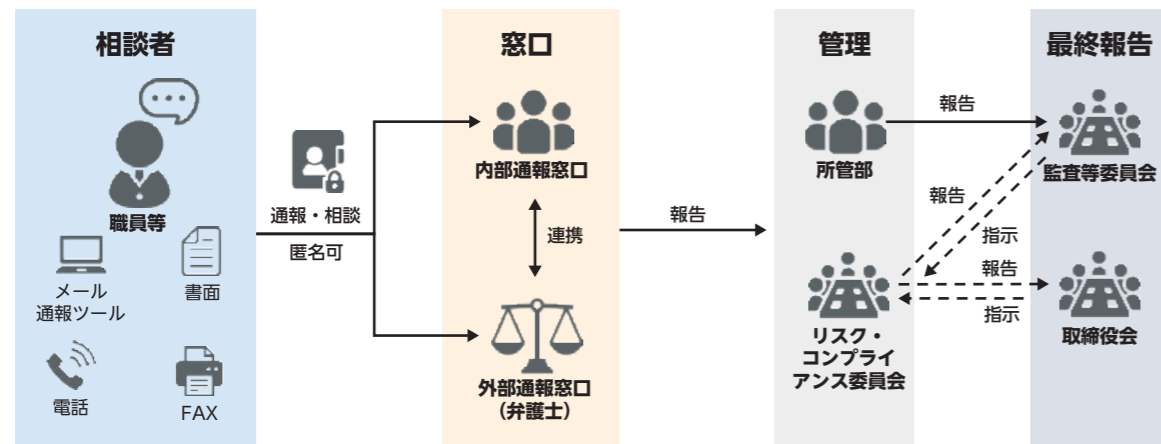 相談者
職員等
メール
通報ツール
書面
電話
FAX
通報・相談
匿名可
窓口
内部通報窓口
連携
外部通報窓口
（弁護士）
報告
管理
所管部
リスク・
コンプライ
アンス委員会
報告
報告
指示
報告
指示
最終報告
監査等委員会
取締役会